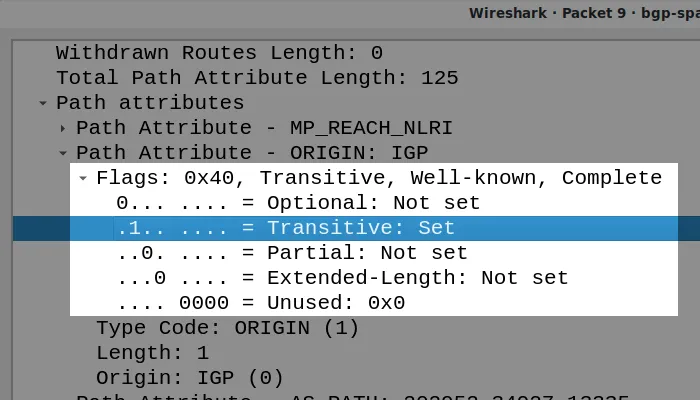 Wireshark · Packet 9 · bgp-spa
Withdrawn Routes Length: 0
Total Path Attribute Length: 125
Path attributes
Path Attribute - MP_REACH_NLRI
Path Attribute - ORIGIN: IGP
Flags: 0x40, Transitive, Well-known, Complete
0... .... = Optional: Not set
.1.. .... = Transitive: Set
..0. .... = Partial: Not set
...0 .... = Extended-Length: Not set
.... 0000 = Unused: 0x0
Type Code: ORIGIN (1)
Length: 1
Origin: IGP (0)
Path Attribute - AS_PATH: